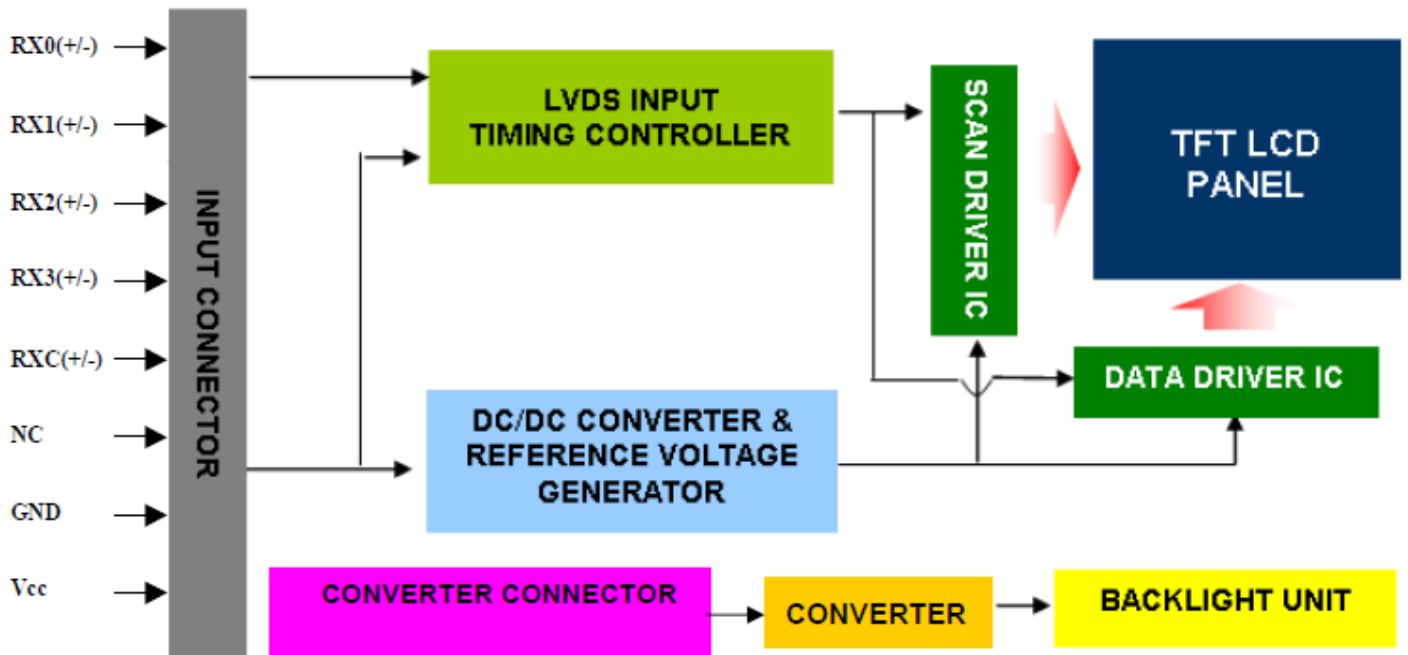 RX0(+/-)
RX1(+/-)
RX2(+/-)
RX3(+/-)
RXC(+/-)
NC
GND
Vcc
INPUT CONNECTOR
LVDS INPUT
TIMING CONTROLLER
SCAN DRIVER IC
TFT LCD
PANEL
DATA DRIVER IC
DC/DC CONVERTER &
REFERENCE VOLTAGE
GENERATOR
CONVERTER CONNECTOR
CONVERTER
BACKLIGHT UNIT